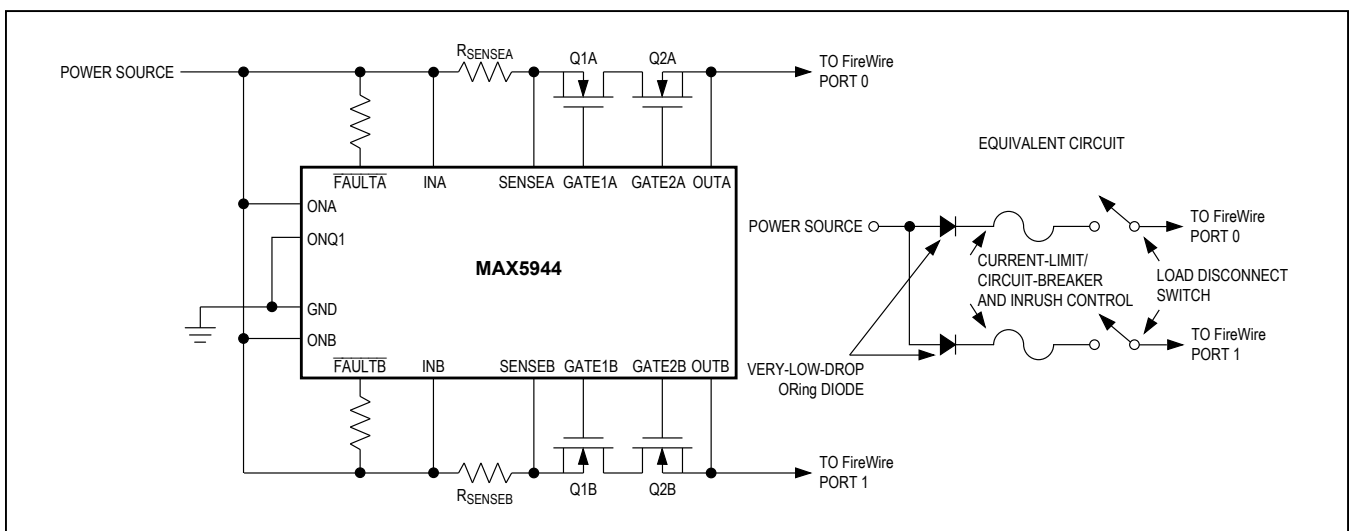 RSENSEA
Q1A
Q2A
POWER SOURCE
TO FireWire
PORT 0
FAULTA
INA
SENSEA
GATE1A
GATE2A
OUTA
ONA
ONQ1
MAX5944
GND
ONB
FAULTB
INB
SENSEB
GATE1B
GATE2B
OUTB
RSENSEB
Q1B
Q2B
TO FireWire
PORT 1
EQUIVALENT CIRCUIT
POWER SOURCE
TO FireWire
PORT 0
CURRENT-LIMIT/
CIRCUIT-BREAKER
AND INRUSH CONTROL
LOAD DISCONNECT
SWITCH
TO FireWire
PORT 1
VERY-LOW-DROP
ORing DIODE